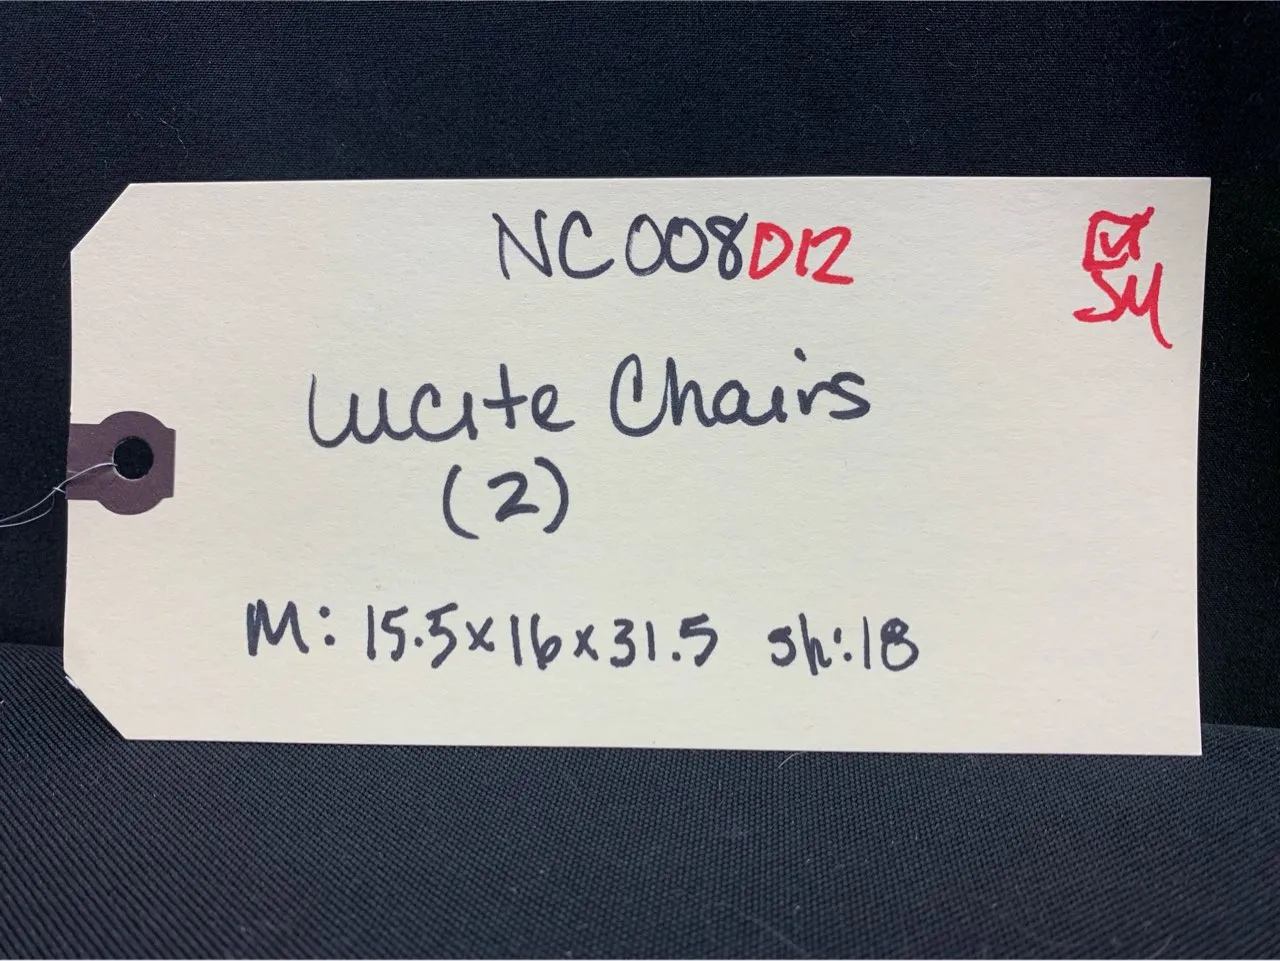 NC008D12
☑
SM
Lucite Chairs
(2)
M: 15.5x16x31.5 sh:18